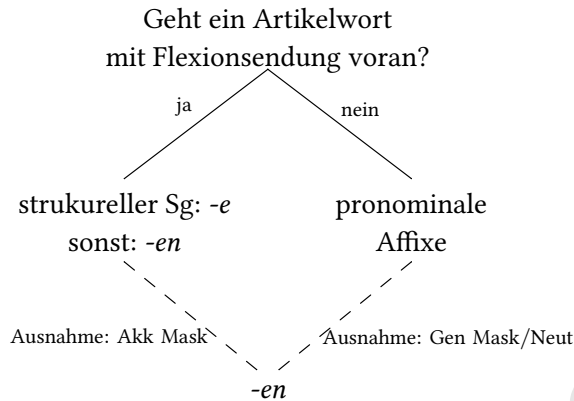 Geht ein Artikelwort
mit Flexionsendung voran?
ja
nein
strukureller Sg: -e
sonst: -en
pronominale
Affixe
Ausnahme: Akk Mask
Ausnahme: Gen Mask/Neut
-en